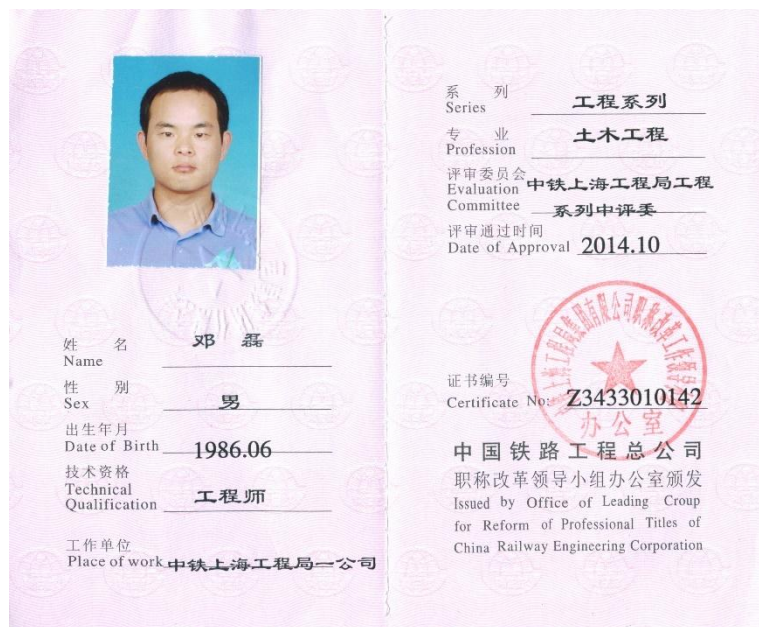 姓 名 邓 磊
Name
性 别
Sex 男
出生年月
Date of Birth 1986.06
技术资格
Technical
Qualification 工程师
工作单位
Place of work 中铁上海工程局一公司
系 列
Series 工程系列
专 业
Profession 土木工程
评审委员会
Evaluation 中铁上海工程局工程
Committee 系列中评委
评审通过时间
Date of Approval 2014.10
证书编号
Certificate No: Z3433010142
办公室
中国铁路工程总公司
职称改革领导小组办公室颁发
Issued by Office of Leading Croup
for Reform of Professional Titles of
China Railway Engineering Corporation